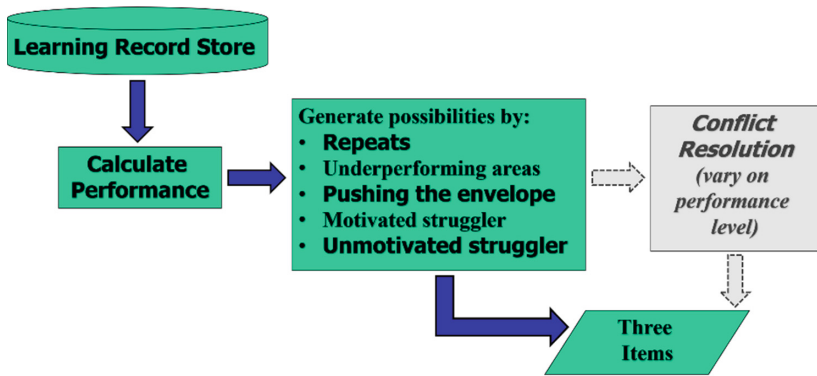 Learning Record Store
Calculate
Performance
Generate possibilities by:
• Repeats
• Underperforming areas
• Pushing the envelope
• Motivated struggler
• Unmotivated struggler
Conflict
Resolution
(vary on
performance
level)
Three
Items